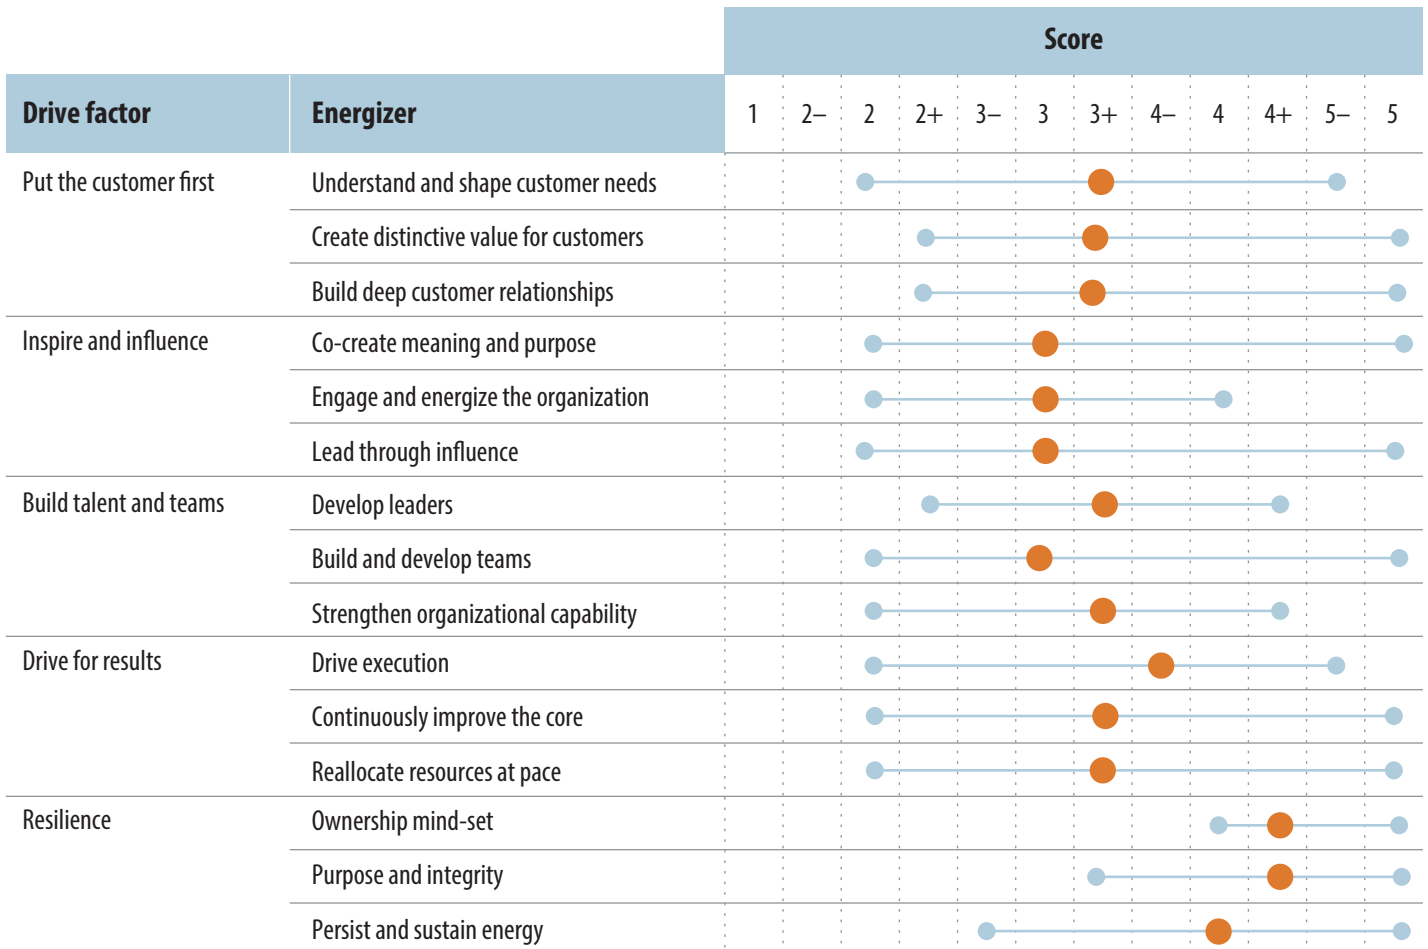 Score
Drive factor Energizer 1 2– 2 2+ 3– 3 3+ 4– 4 4+ 5– 5
Put the customer first Understand and shape customer needs
Create distinctive value for customers
Build deep customer relationships
Inspire and influence Co-create meaning and purpose
Engage and energize the organization
Lead through influence
Build talent and teams Develop leaders
Build and develop teams
Strengthen organizational capability
Drive for results Drive execution
Continuously improve the core
Reallocate resources at pace
Resilience Ownership mind-set
Purpose and integrity
Persist and sustain energy